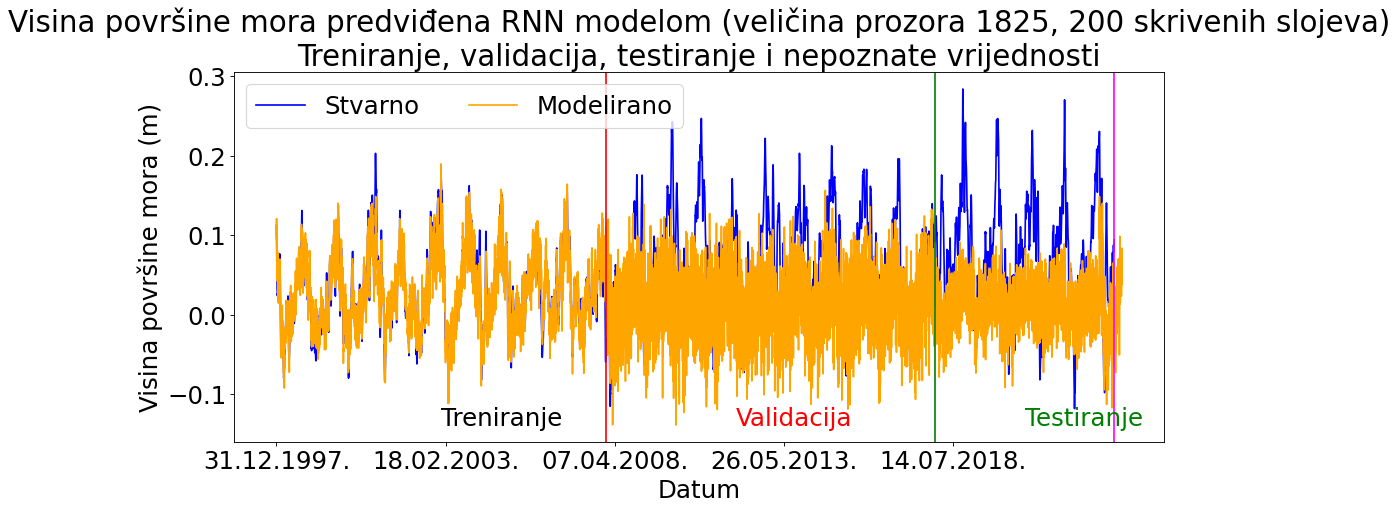 Visina površine mora predviđena RNN modelom (veličina prozora 1825, 200 skrivenih slojeva)
Treniranje, validacija, testiranje i nepoznate vrijednosti
Stvarno
Modelirano
Visina površine mora (m)
0.3
0.2
0.1
0.0
−0.1
Treniranje
Validacija
Testiranje
31.12.1997.
18.02.2003.
07.04.2008.
26.05.2013.
14.07.2018.
Datum